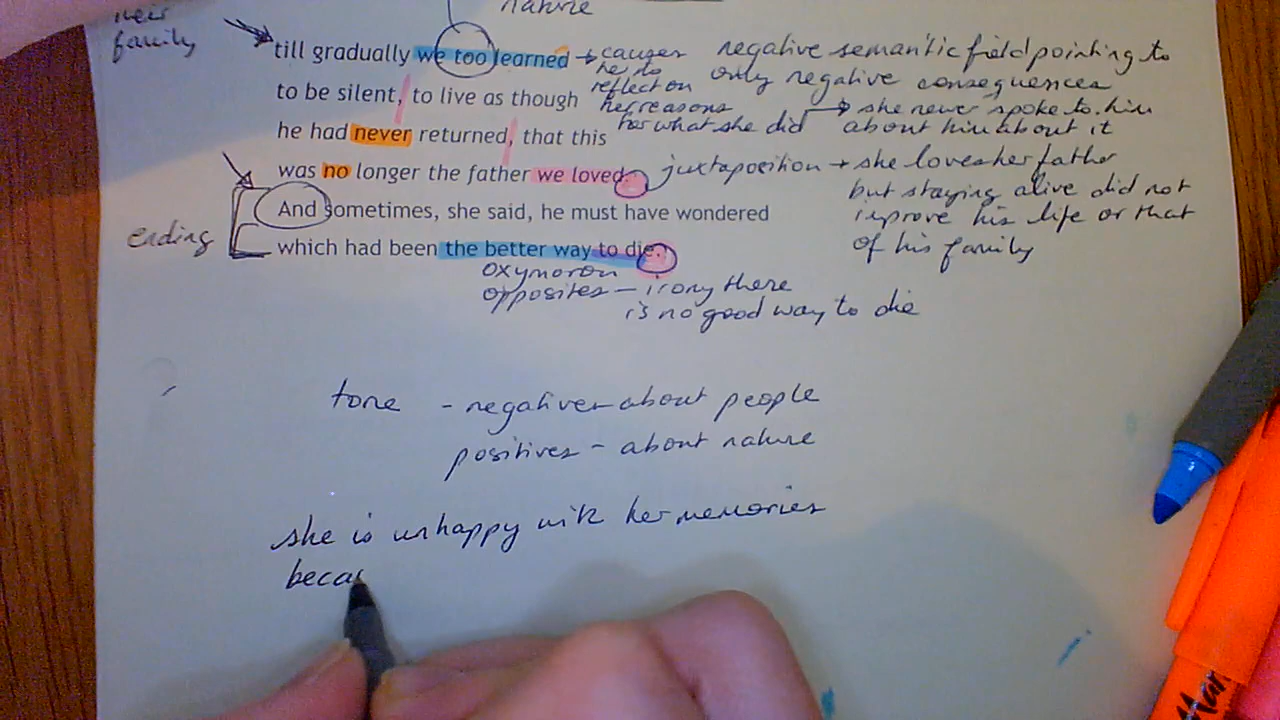 nature
their
family
till gradually we too learned → causes
he to
reflect on
her reasons
for what she did
negative semantic field pointing to
only negative consequences
→ she never spoke to him
about him about it
to be silent, to live as though
he had never returned, that this
was no longer the father we loved.
juxtaposition → she loves her father
but staying alive did not
inprove his life or that
of his family
ending
And sometimes, she said, he must have wondered
which had been the better way to die.
oxymoron
opposites – irony there
is no good way to die
tone - negatives about people
positives - about nature
she is unhappy with her memories
becau
Mar